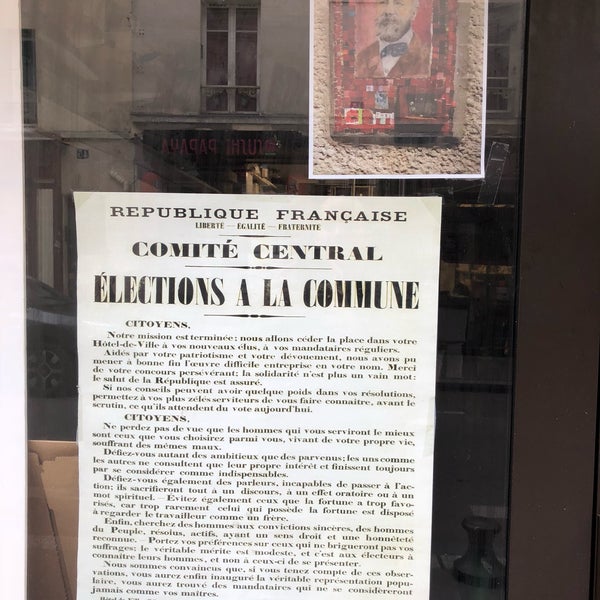 REPUBLIQUE FRANÇAISE
LIBERTÉ — EGALITÉ — FRATERNITE
COMITÉ CENTRAL
ÉLECTIONS A LA COMMUNE
CITOYENS,
Notre mission est terminée: nous allons céder la place dans votre
Hôtel-de-Ville à vos nouveaux élus, à vos mandataires réguliers.
Aidés par votre patriotisme et votre dévouement, nous avons pu
mener à bonne fin l'œuvre difficile entreprise en votre nom. Merci
de votre concours persévérant; la solidarité n'est plus un vain mot:
le salut de la République est assuré.
Si nos conseils peuvent avoir quelque poids dans vos résolutions,
permettez à vos plus zélés serviteurs de vous faire connaître, avant le
scrutin, ce qu'ils attendent du vote aujourd'hui.
CITOYENS,
Ne perdez pas de vue que les hommes qui vous serviront le mieux
sont ceux que vous choisirez parmi vous, vivant de votre propre vie,
souffrant des mêmes maux.
Défiez-vous autant des ambitieux que des parvenus; les uns comme
les autres ne consultent que leur propre intérêt et finissent toujours
par se considérer comme indispensables.
Défiez-vous également des parleurs, incapables de passer à l'ac-
tion; ils sacrifieront tout à un discours, à un effet oratoire ou à un
mot spirituel. — Evitez également ceux que la fortune a trop favo-
risés, car trop rarement celui qui possède la fortune est disposé
à regarder le travailleur comme un frère.
Enfin, cherchez des hommes aux convictions sincères, des hommes
du Peuple, résolus, actifs, ayant un sens droit et une honnêteté
reconnue. — Portez vos préférences sur ceux qui ne brigueront pas vos
suffrages; le véritable mérite est modeste, et c'est aux électeurs à
connaître leurs hommes, et non à ceux-ci de se présenter.
Nous sommes convaincus que, si vous tenez compte de ces obser-
vations, vous aurez enfin inauguré la véritable représentation popu-
laire, vous aurez trouvé des mandataires qui ne se considèreront
jamais comme vos maîtres.